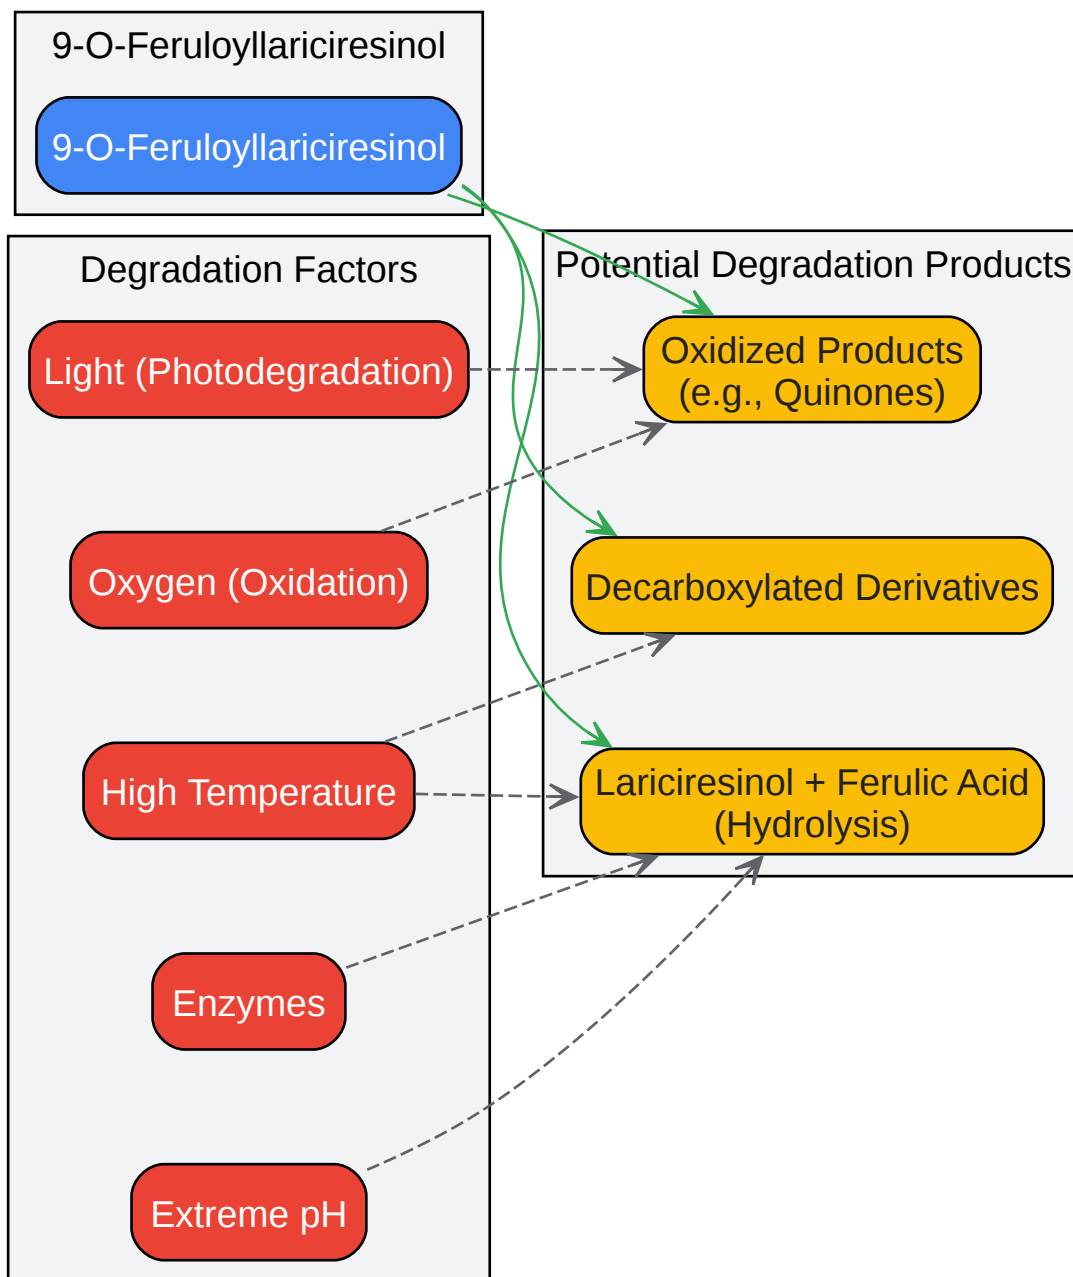 9-O-Feruloyllariciresinol
9-O-Feruloyllariciresinol
Degradation Factors
Light (Photodegradation)
Oxygen (Oxidation)
High Temperature
Enzymes
Extreme pH
Potential Degradation Products
Oxidized Products
(e.g., Quinones)
Decarboxylated Derivatives
Lariciresinol + Ferulic Acid
(Hydrolysis)